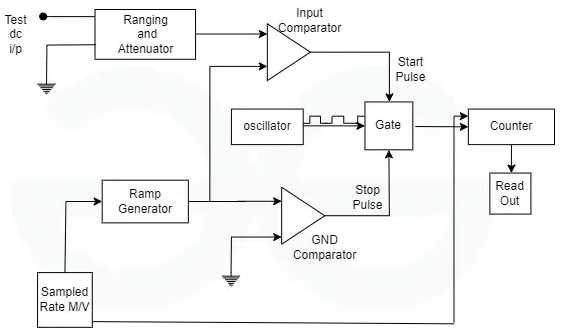 Test
dc
i/p
Ranging
and
Attenuator
Input
Comparator
Start
Pulse
oscillator
Gate
Counter
Read
Out
Ramp
Generator
Stop
Pulse
GND
Comparator
Sampled
Rate M/V